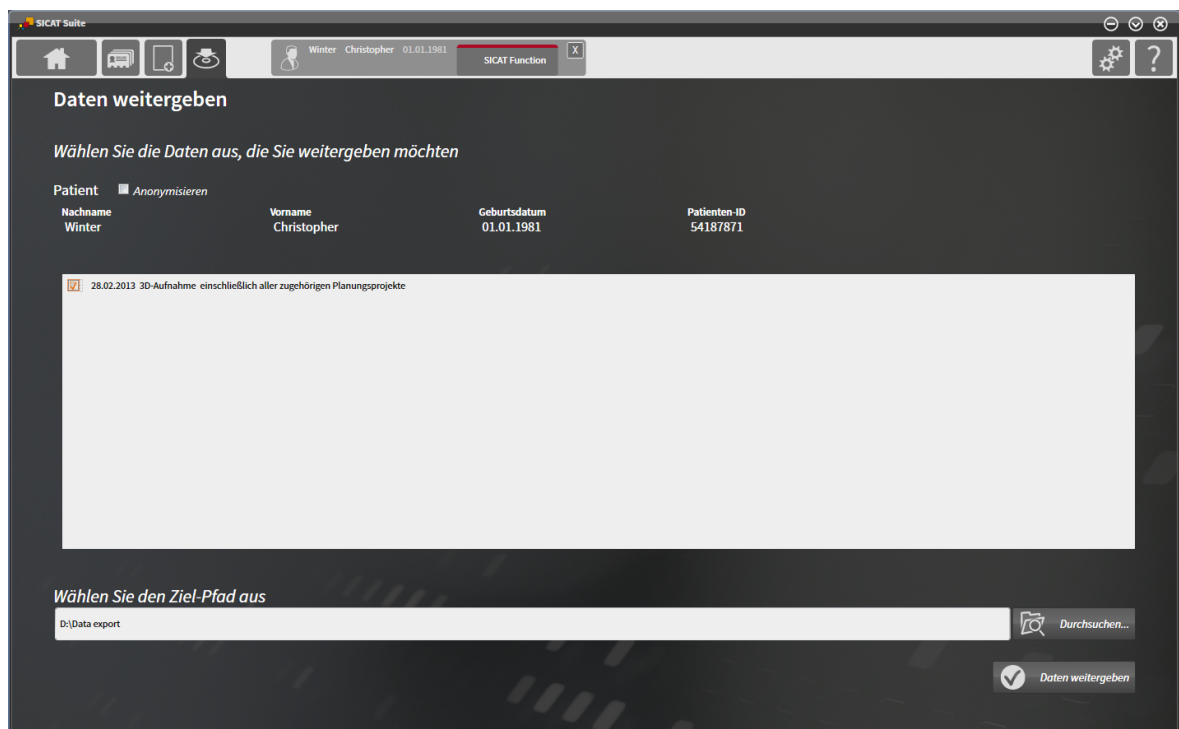 SICAT Suite
Winter Christopher 01.01.1981
SICAT Function
X
?
Daten weitergeben
Wählen Sie die Daten aus, die Sie weitergeben möchten
Patient Anonymisieren
Nachname Vorname Geburtsdatum Patienten-ID
Winter Christopher 01.01.1981 54187871
28.02.2013 3D-Aufnahme einschließlich aller zugehörigen Planungsprojekte
Wählen Sie den Ziel-Pfad aus
D:\Data export
Durchsuchen...
Daten weitergeben